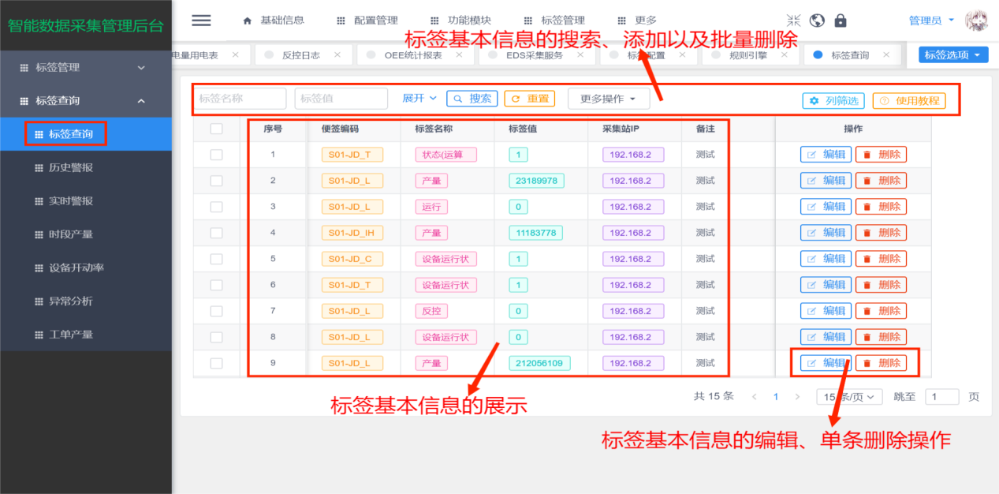 智能数据采集管理后台
基础信息 配置管理 功能模块 标签管理 更多 管理员
标签基本信息的搜索、添加以及批量删除
电量用电表 反控日志 OEE统计报表 EDS采集服务 标签配置 规则引擎 标签查询 标签选项
标签管理
标签查询
标签查询
历史警报
实时警报
时段产量
设备开动率
异常分析
工单产量
标签名称 标签值 展开 搜索 重置 更多操作 列筛选 使用教程
序号 便签编码 标签名称 标签值 采集站IP 备注 操作
1 S01-JD_T 状态(运算 1 192.168.2 测试 编辑 删除
2 S01-JD_L 产量 23189978 192.168.2 测试 编辑 删除
3 S01-JD_L 运行 0 192.168.2 测试 编辑 删除
4 S01-JD_IH 产量 11183778 192.168.2 测试 编辑 删除
5 S01-JD_C 设备运行状 1 192.168.2 测试 编辑 删除
6 S01-JD_T 设备运行状 1 192.168.2 测试 编辑 删除
7 S01-JD_L 反控 0 192.168.2 测试 编辑 删除
8 S01-JD_L 设备运行状 0 192.168.2 测试 编辑 删除
9 S01-JD_L 产量 212056109 192.168.2 测试 编辑 删除
共 15 条 1 15 条/页 跳至 1 页
标签基本信息的展示
标签基本信息的编辑、单条删除操作